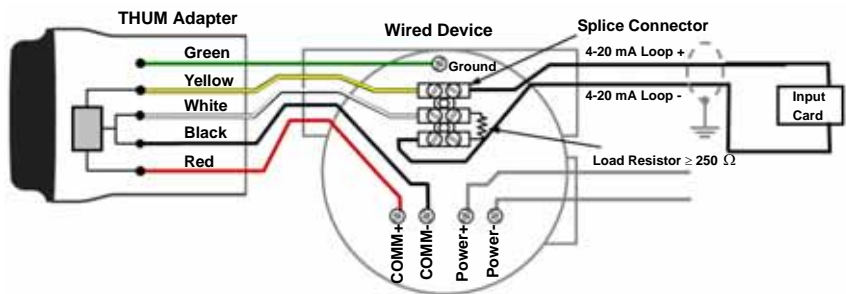 THUM Adapter
Wired Device
Splice Connector
Green
Yellow
White
Black
Red
Ground
4-20 mA Loop +
4-20 mA Loop -
Input
Card
Load Resistor ≥ 250 Ω
COMM+
COMM-
Power+
Power-